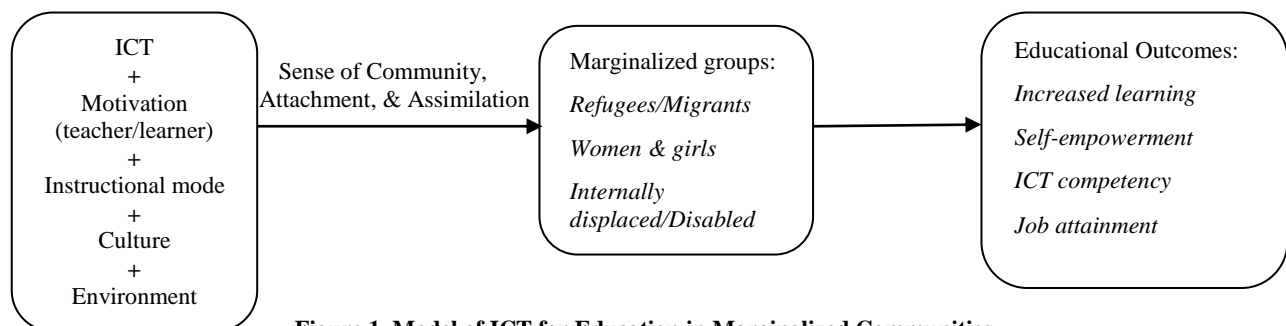 ICT
+
Motivation
(teacher/learner)
+
Instructional mode
+
Culture
+
Environment
Sense of Community,
Attachment, & Assimilation
Marginalized groups:
Refugees/Migrants
Women & girls
Internally
displaced/Disabled
Educational Outcomes:
Increased learning
Self-empowerment
ICT competency
Job attainment
Figure 1. Model of ICT for Education in Marginalized Communities